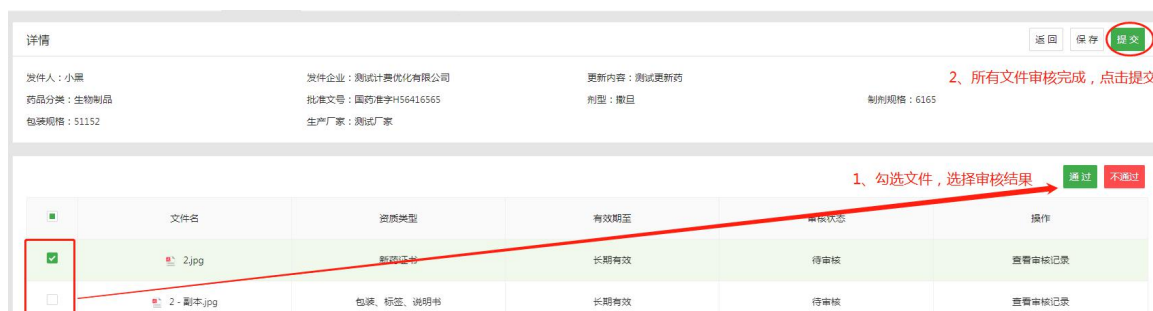 详情
返回 保存 提交
2、所有文件审核完成，点击提交
发件人：小黑 发件企业：测试计费优化有限公司 更新内容：测试更新药
药品分类：生物制品 批准文号：国药准字H56416565 剂型：撒旦 制剂规格：6165
包装规格：51152 生产厂家：测试厂家
1、勾选文件，选择审核结果 通过 不通过
文件名 资质类型 有效期至 审核状态 操作
2.jpg 新药证书 长期有效 待审核 查看审核记录
2 - 副本.jpg 包装、标签、说明书 长期有效 待审核 查看审核记录